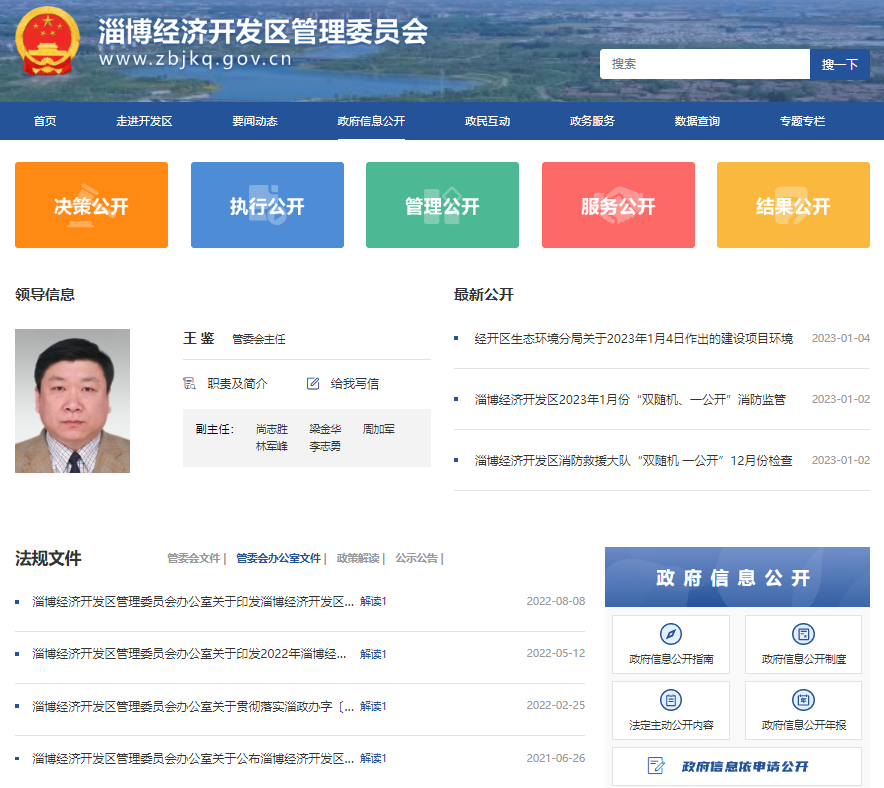 淄博经济开发区管理委员会
www.zbjkq.gov.cn
搜索 搜一下
首页 走进开发区 要闻动态 政府信息公开 政民互动 政务服务 数据查询 专题专栏
决策公开 执行公开 管理公开 服务公开 结果公开
领导信息
王 鉴 管委会主任
职责及简介 给我写信
副主任： 尚志胜 梁金华 周加军
林军峰 李志勇
最新公开
经开区生态环境分局关于2023年1月4日作出的建设项目环境 2023-01-04
淄博经济开发区2023年1月份“双随机、一公开”消防监管 2023-01-02
淄博经济开发区消防救援大队“双随机 一公开”12月份检查 2023-01-02
法规文件 管委会文件 | 管委会办公室文件 | 政策解读 | 公示公告 |
淄博经济开发区管理委员会办公室关于印发淄博经济开发区... 解读1 2022-08-08
淄博经济开发区管理委员会办公室关于印发2022年淄博经... 解读1 2022-05-12
淄博经济开发区管理委员会办公室关于贯彻落实淄政办字〔... 解读1 2022-02-25
淄博经济开发区管理委员会办公室关于公布淄博经济开发区... 解读1 2021-06-26
政府信息公开
政府信息公开指南 政府信息公开制度
法定主动公开内容 政府信息公开年报
政府信息依申请公开